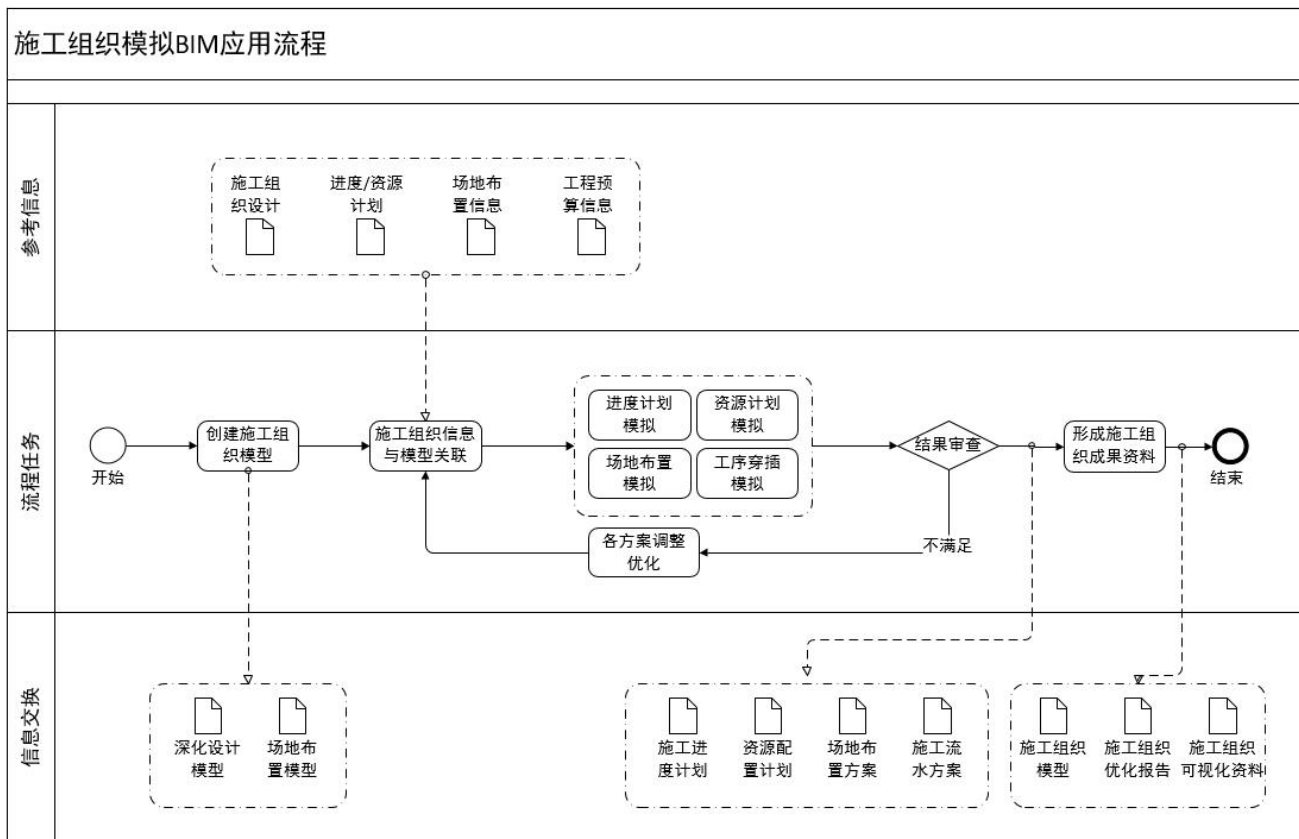 施工组织模拟BIM应用流程
参考信息
施工组
织设计
进度/资源
计划
场地布
置信息
工程预
算信息
流程任务
开始
创建施工组
织模型
施工组织信息
与模型关联
进度计划
模拟
资源计划
模拟
场地布置
模拟
工序穿插
模拟
结果审查
形成施工组
织成果资料
结束
各方案调整
优化
不满足
信息交换
深化设计
模型
场地布
置模型
施工进
度计划
资源配
置计划
场地布
置方案
施工流
水方案
施工组织
模型
施工组织
优化报告
施工组织
可视化资料